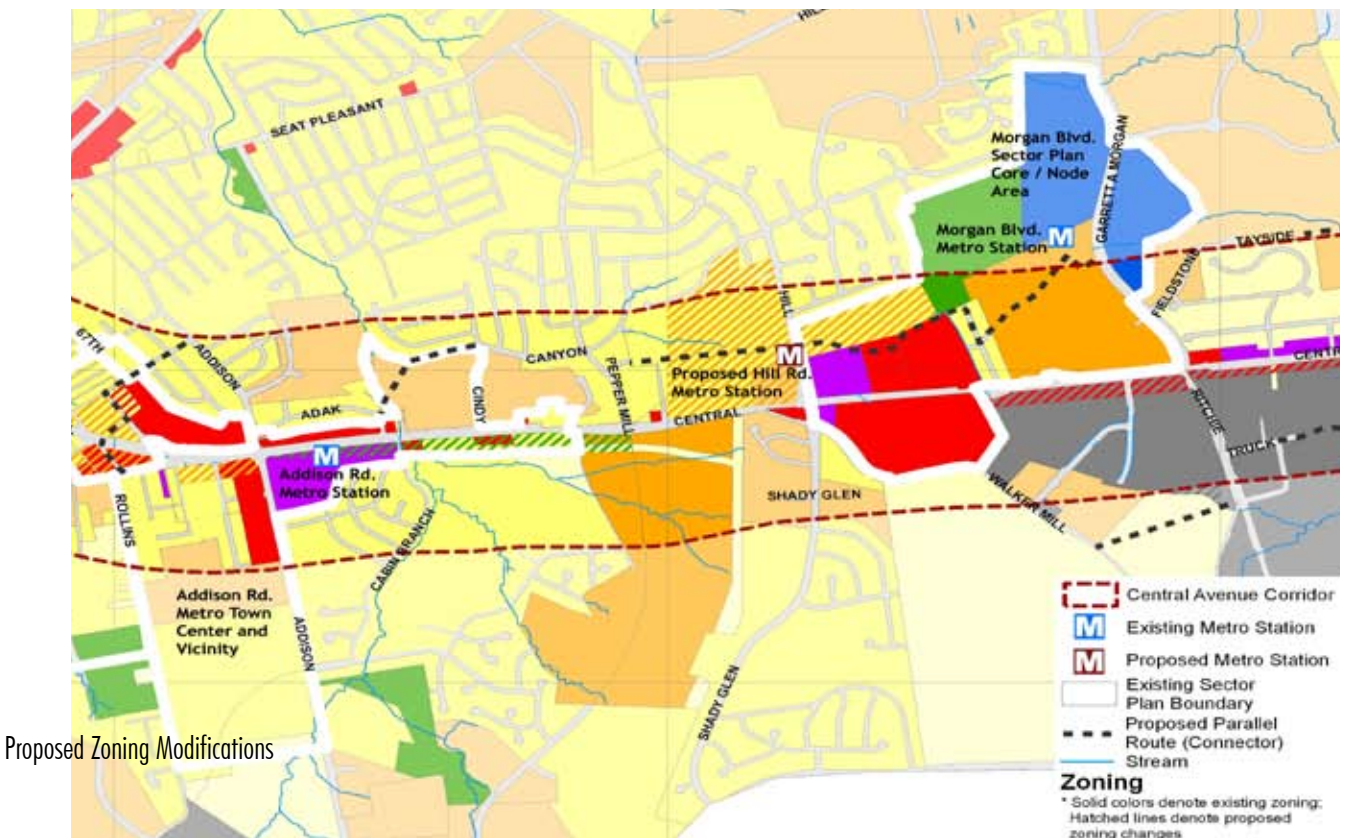 HILL
SEAT PLEASANT
Morgan Blvd.
Sector Plan
Core / Node
Area
GARRETT A MORGAN
Morgan Blvd.
Metro Station
M
TAYSIDE
FIELDSTONE
HILL
67TH
ADDISON
CANYON
PEPPER MILL
M
Proposed Hill Rd.
Metro Station
CINDY
ADAK
CENTRAL
CENTR
RITCHIE
M
Addison Rd.
Metro Station
TRUCK
ROLLINS
SHADY GLEN
WALKER MILL
CABIN BRANCH
Addison Rd.
Metro Town
Center and
Vicinity
ADDISON
SHADY GLEN
Proposed Zoning Modifications
Central Avenue Corridor
M Existing Metro Station
M Proposed Metro Station
Existing Sector
Plan Boundary
Proposed Parallel
Route (Connector)
Stream
Zoning
* Solid colors denote existing zoning;
Hatched lines denote proposed
zoning changes